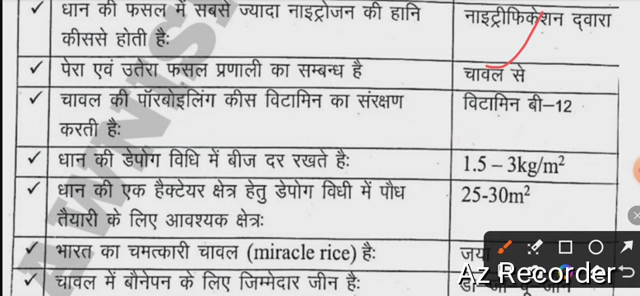 ✓ धान की फसल में सबसे ज्यादा नाइट्रोजन की हानि नाइट्रीफिकेशन द्वारा
कीससे होती है:
✓ पेरा एवं उतेरा फसल प्रणाली का सम्बन्ध है चावल से
✓ चावल की पॉरबोइलिंग कीस विटामिन का संरक्षण विटामिन बी–12
करती है:
✓ धान की डेपोग विधि में बीज दर रखते है: 1.5 – 3kg/m²
✓ धान की एक हैक्टेयर क्षेत्र हेतु डेपोग विधी में पौध 25-30m²
तैयारी के लिए आवश्यक क्षेत्र:
✓ भारत का चमत्कारी चावल (miracle rice) है: जया
✓ चावल में बौनेपन के लिए जिम्मेदार जीन है:
Az Recorder